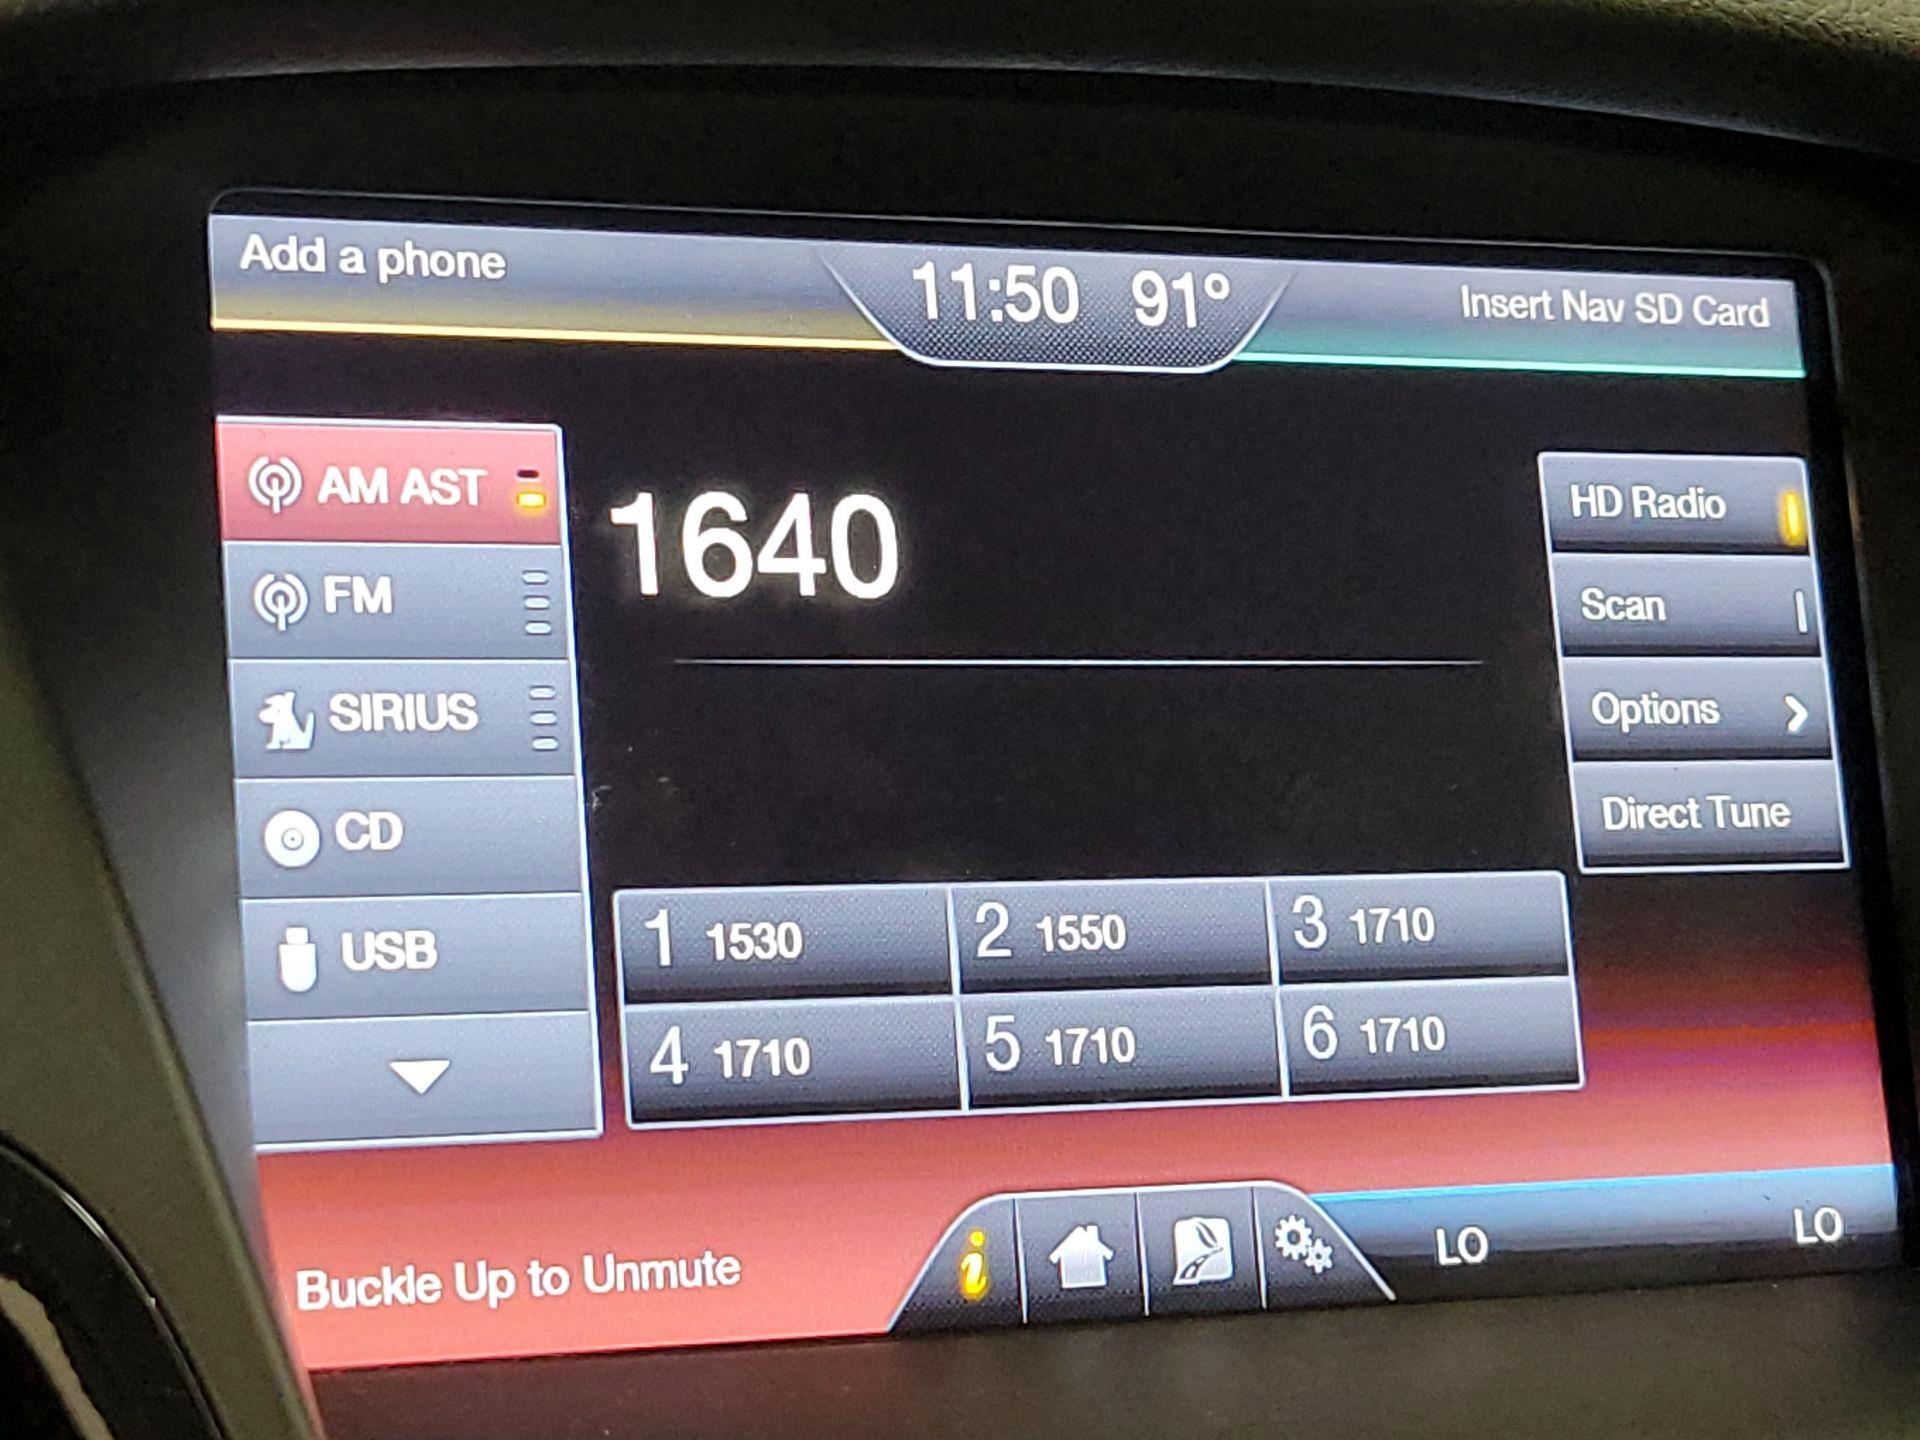 Add a phone
11:50 91°
Insert Nav SD Card
AM AST
FM
SIRIUS
CD
USB
1640
HD Radio
Scan
Options
Direct Tune
1 1530
2 1550
3 1710
4 1710
5 1710
6 1710
Buckle Up to Unmute
i
LO
LO